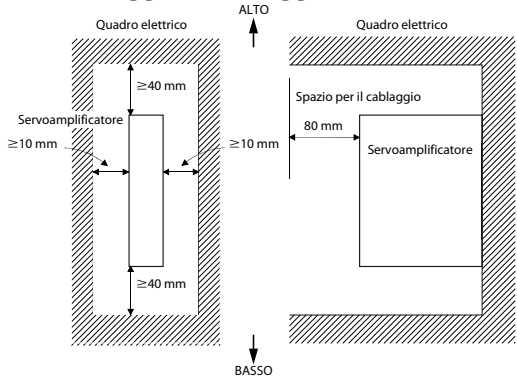 ALTO
Quadro elettrico
Quadro elettrico
≧40 mm
Spazio per il cablaggio
Servoamplificatore
80 mm
≧10 mm
≧10 mm
Servoamplificatore
≧40 mm
BASSO